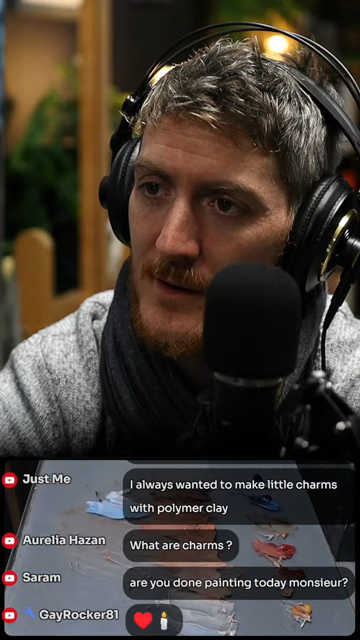 Just Me
I always wanted to make little charms
with polymer clay
Aurelia Hazan
What are charms ?
Saram
are you done painting today monsieur?
🔧 GayRocker81
❤️🕯️